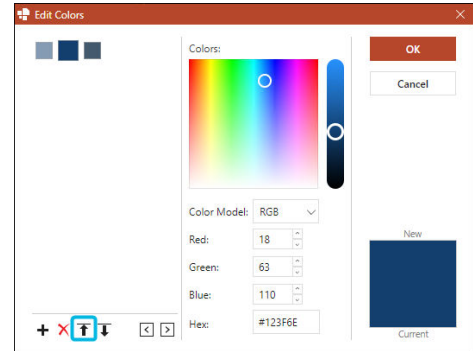 Edit Colors
Colors:
OK
Cancel
Color Model: RGB
Red: 18
Green: 63
Blue: 110
Hex: #123F6E
New
Current